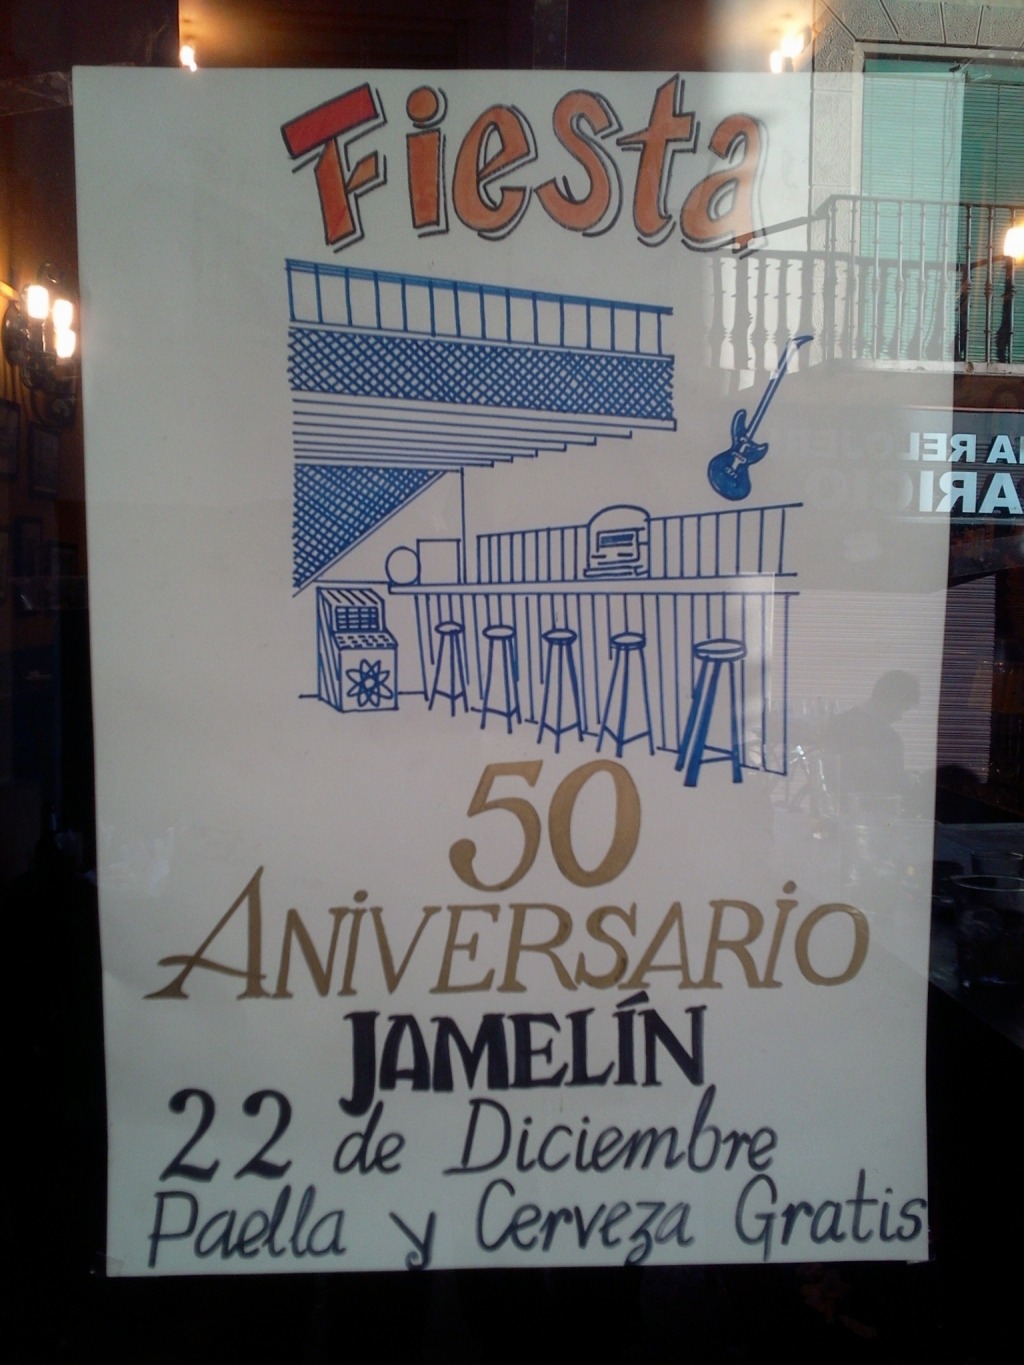 Fiesta
50
ANiVERSARiO
JAMELÍN
22 de Diciembre
Paella y Cerveza Gratis